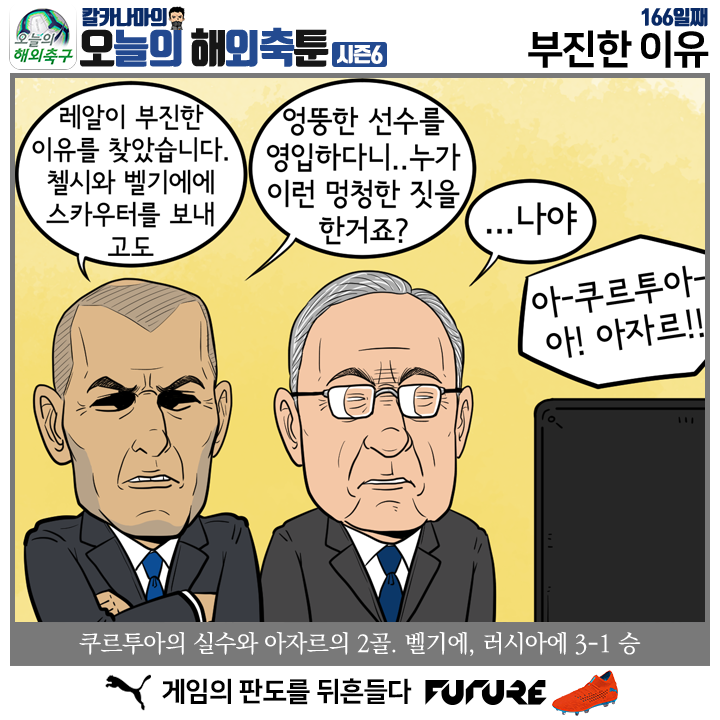 오늘의
해외축구
칼카나마의
오늘의 해외축툰
시즌6
166일째
부진한 이유
레알이 부진한
이유를 찾았습니다.
첼시와 벨기에에
스카우터를 보내
고도
엉뚱한 선수를
영입하다니..누가
이런 멍청한 짓을
한거죠?
...나야
아-쿠르투아-
아! 아자르!!
쿠르투아의 실수와 아자르의 2골. 벨기에, 러시아에 3-1 승
게임의 판도를 뒤흔들다 FUTURE